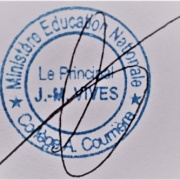 Ministère Education Nationale
Le Principal
J.-M. VIVES
Collège A.